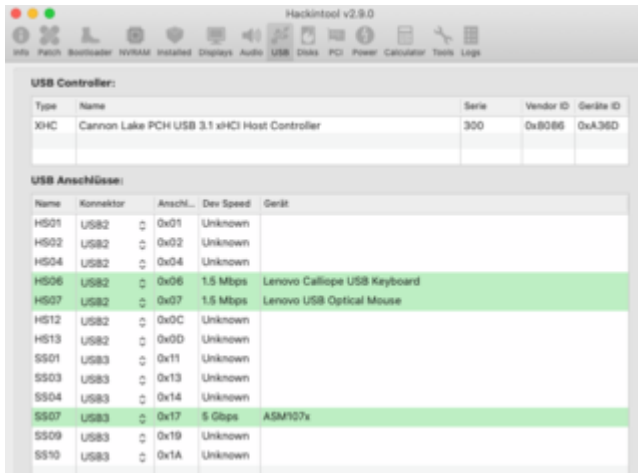 Hackintool v2.9.0
Info Patch Bootloader NVRAM Installed Displays Audio USB Disks PCI Power Calculator Tools Logs
USB Controller:
Type Name Serie Vendor ID Geräte ID
XHC Cannon Lake PCH USB 3.1 xHCI Host Controller 300 0x8086 0xA36D
USB Anschlüsse:
Name Konnektor Anschl... Dev Speed Gerät
HS01 USB2 0x01 Unknown
HS02 USB2 0x02 Unknown
HS04 USB2 0x04 Unknown
HS06 USB2 0x06 1.5 Mbps Lenovo Calliope USB Keyboard
HS07 USB2 0x07 1.5 Mbps Lenovo USB Optical Mouse
HS12 USB2 0x0C Unknown
HS13 USB2 0x0D Unknown
SS01 USB3 0x11 Unknown
SS03 USB3 0x13 Unknown
SS04 USB3 0x14 Unknown
SS07 USB3 0x17 5 Gbps ASM107x
SS09 USB3 0x19 Unknown
SS10 USB3 0x1A Unknown